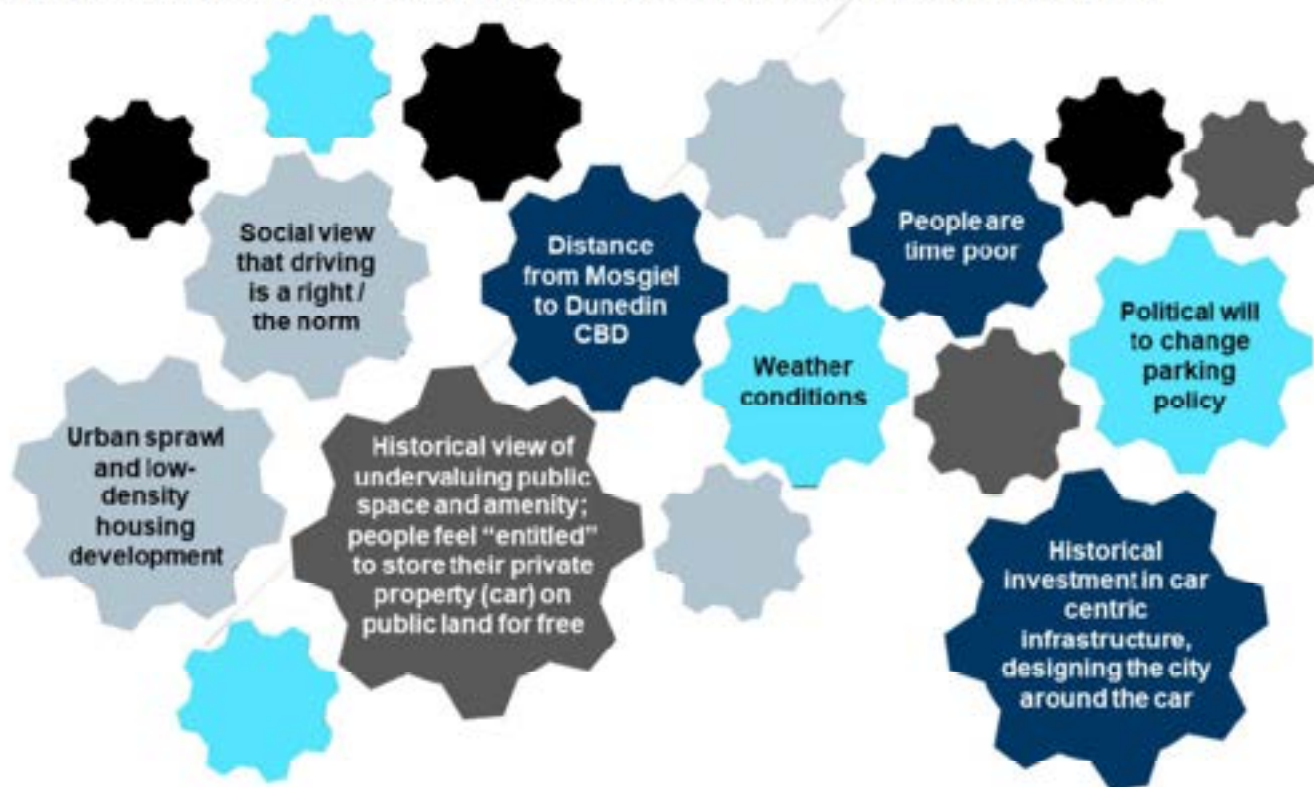 Social view
that driving
is a right /
the norm
Distance
from Mosgiel
to Dunedin
CBD
People are
time poor
Weather
conditions
Political will
to change
parking
policy
Urban sprawl
and low-
density
housing
development
Historical view of
undervaluing public
space and amenity;
people feel “entitled”
to store their private
property (car) on
public land for free
Historical
investment in car
centric
infrastructure,
designing the city
around the car